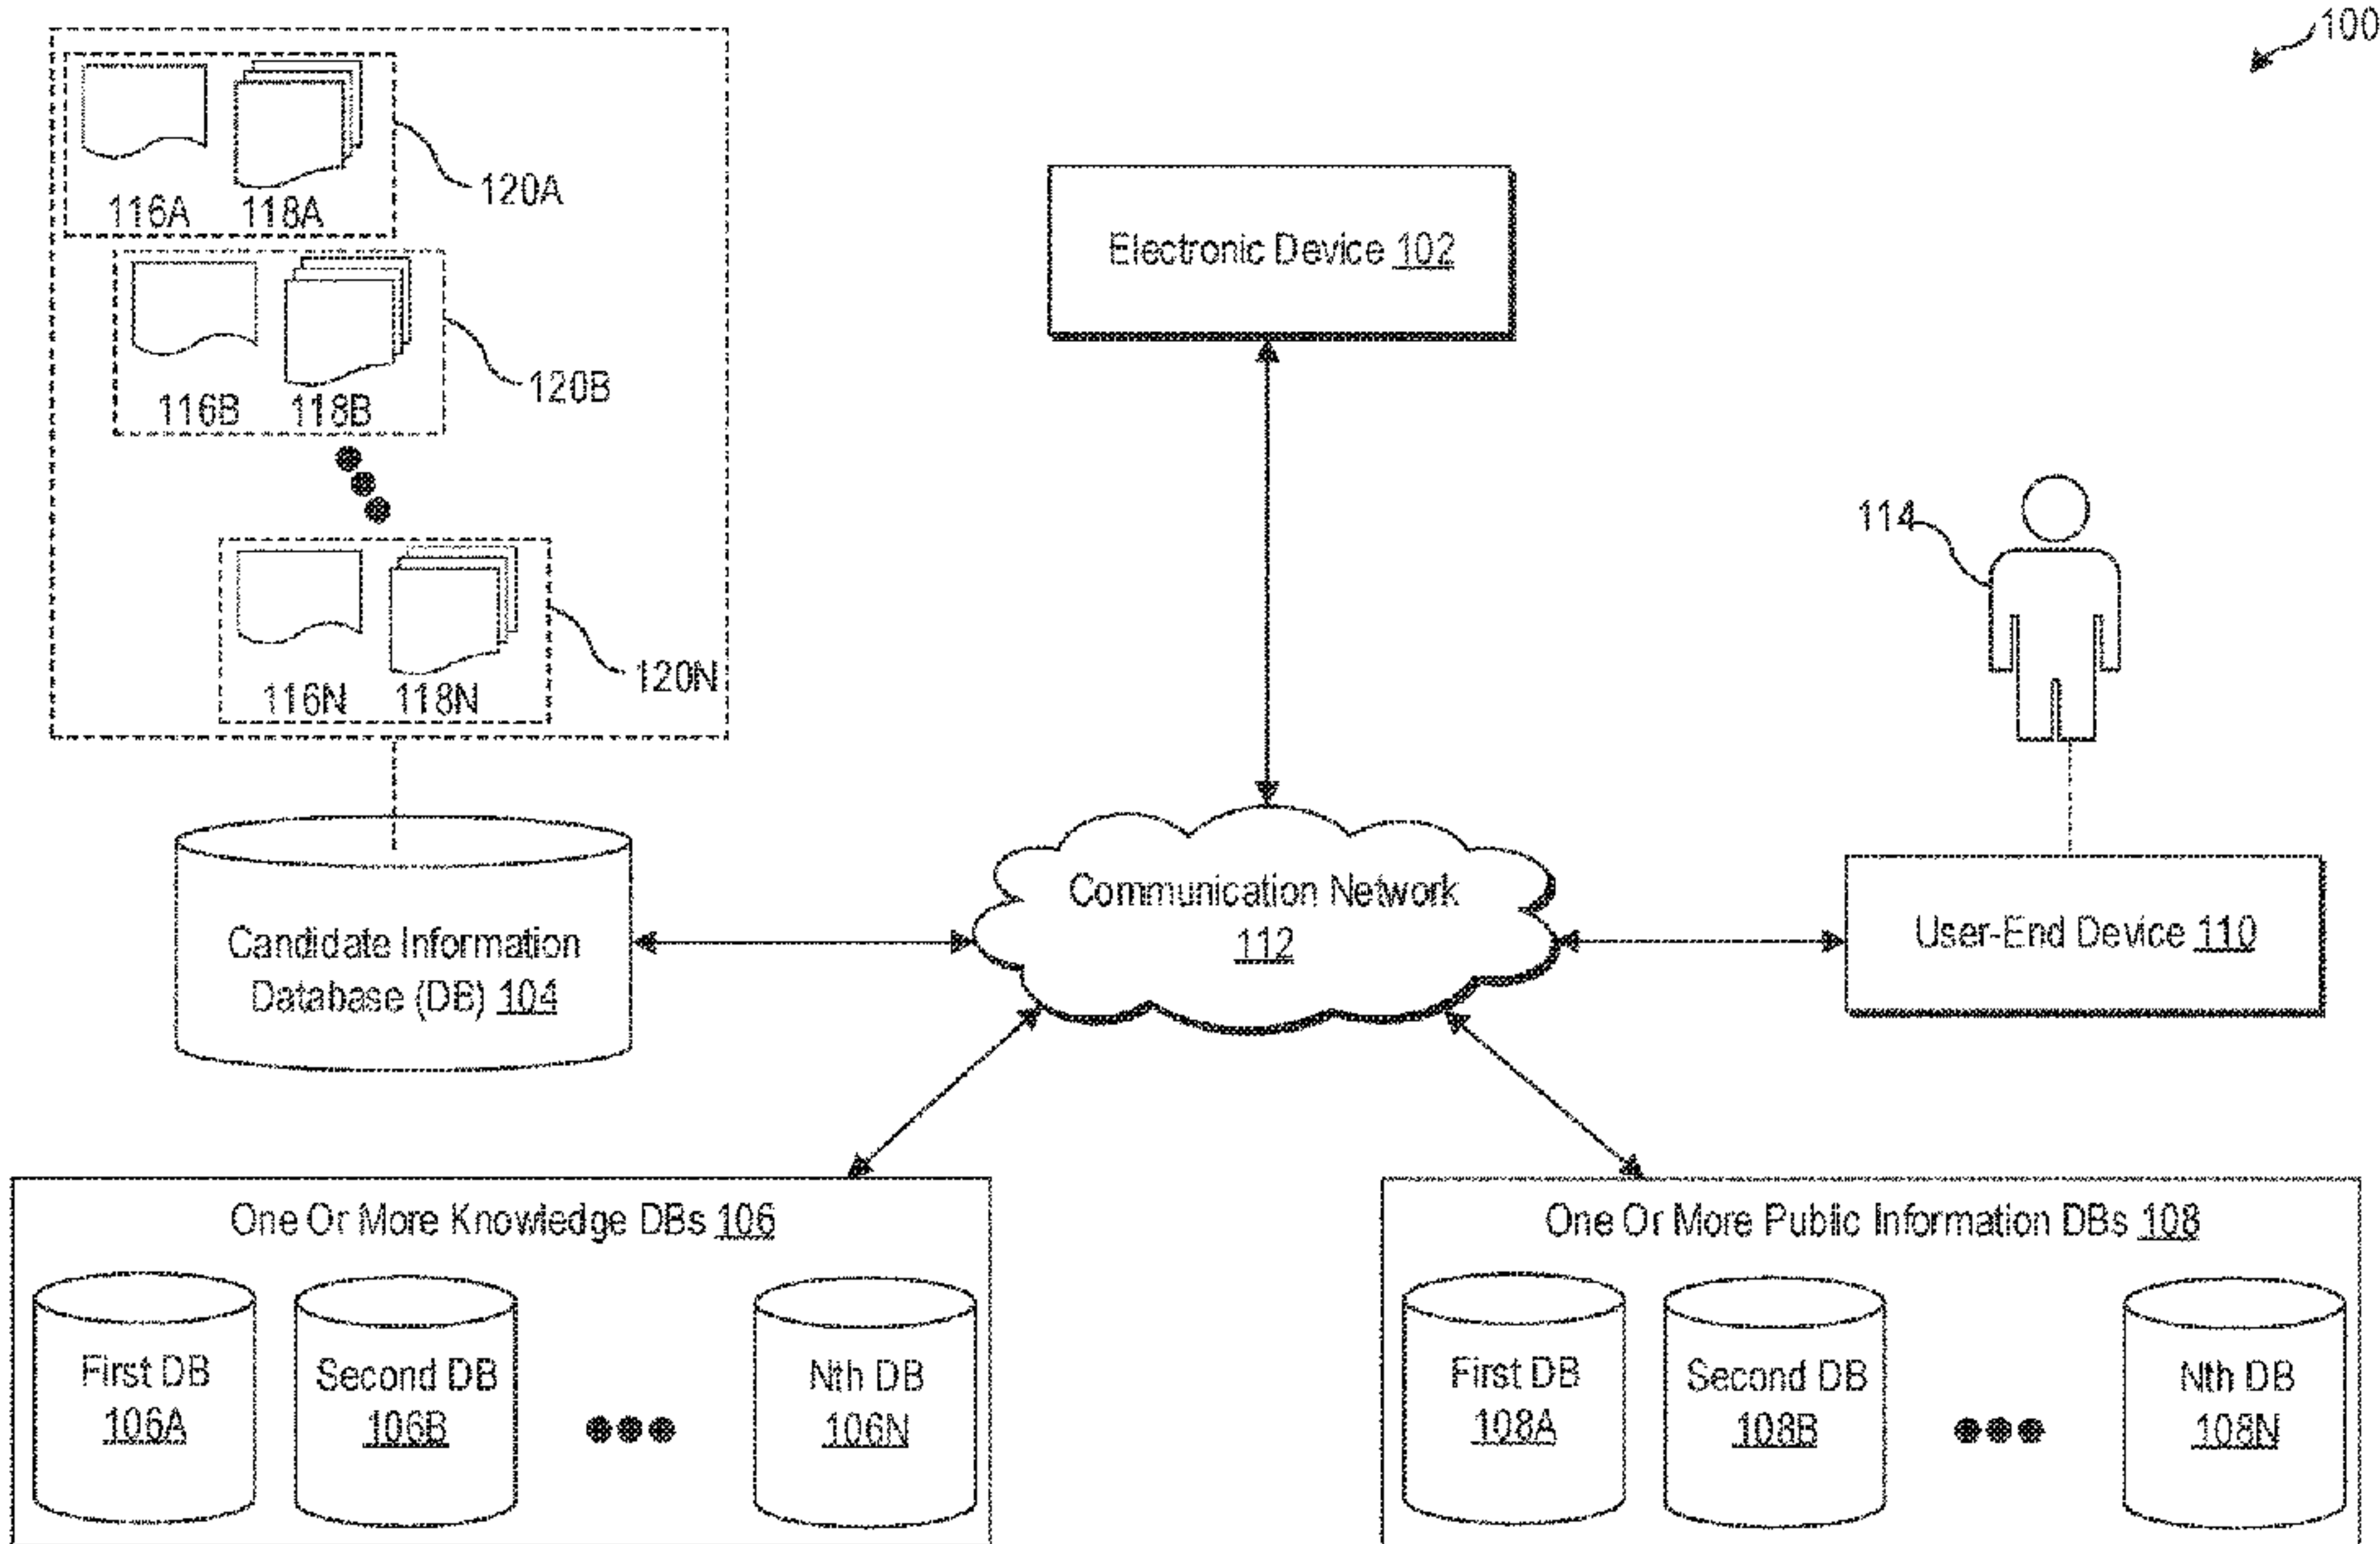 100
116A 118A
120A
Electronic Device 102
116B 118B
120B
114
116N 118N
120N
Communication Network
112
Candidate Information
Database (DB) 104
User-End Device 110
One Or More Knowledge DBs 106
First DB
106A
Second DB
106B
Nth DB
106N
One Or More Public Information DBs 108
First DB
108A
Second DB
108B
Nth DB
108N